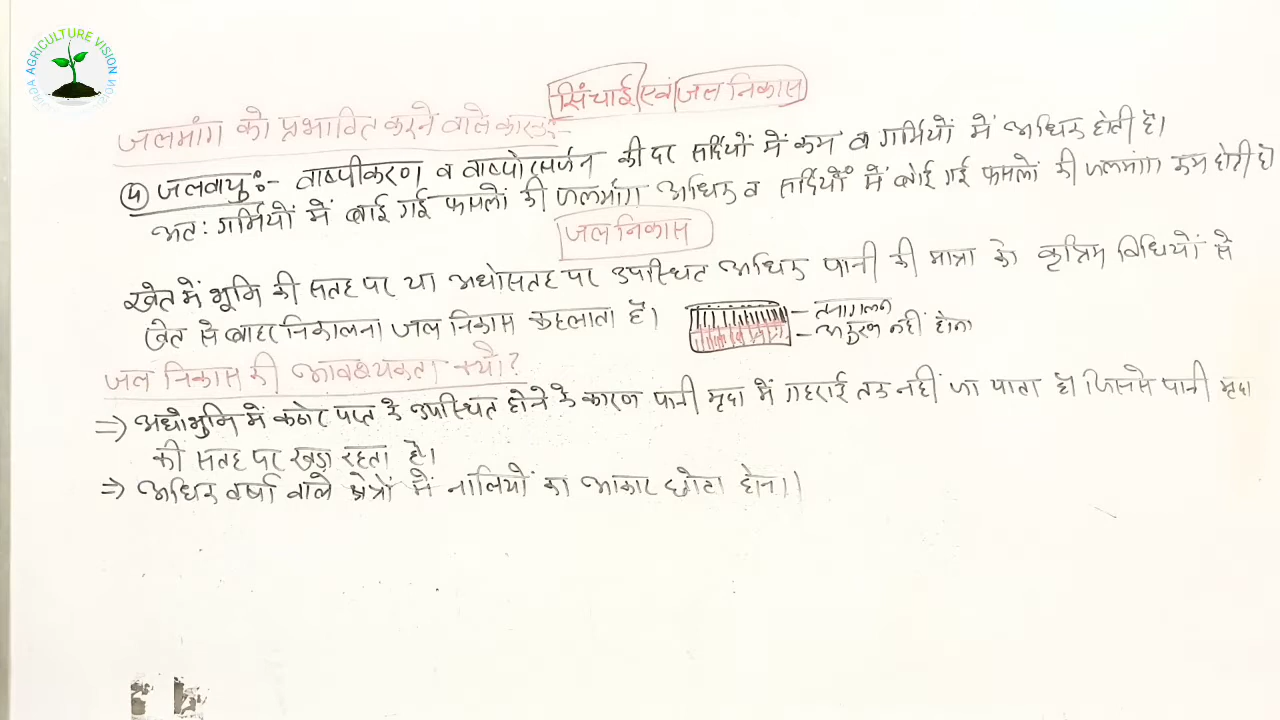 AGRICULTURE VISION
सिंचाई एवं जल निकास
जलमांग को प्रभावित करने वाले कारक:-
जलवायु:- वाष्पीकरण व वाष्पोत्सर्जन की दर सर्दियों में कम व गर्मियों में अधिक होती है।
अत: गर्मियों में बोई गई फसलों की जलमांग अधिक व सर्दियों में बोई गई फसलों की जलमांग कम होती है
जल निकास
खेत में भूमि की सतह पर या अधोसतह पर उपस्थित अधिक पानी की मात्रा को कृत्रिम विधियों से
खेत से बाहर निकालना जल निकास कहलाता है।
नहीं होना
जल निकास की आवश्यकता क्यों?
⇒ अधोभूमि में कठोर परत के उपस्थित होने के कारण पानी मृदा में गहराई तक नहीं जा पाता है। जिससे पानी मृदा
की सतह पर खड़ा रहता है।
⇒ अधिक वर्षा वाले क्षेत्रों में नालियों का आकार छोटा होना।